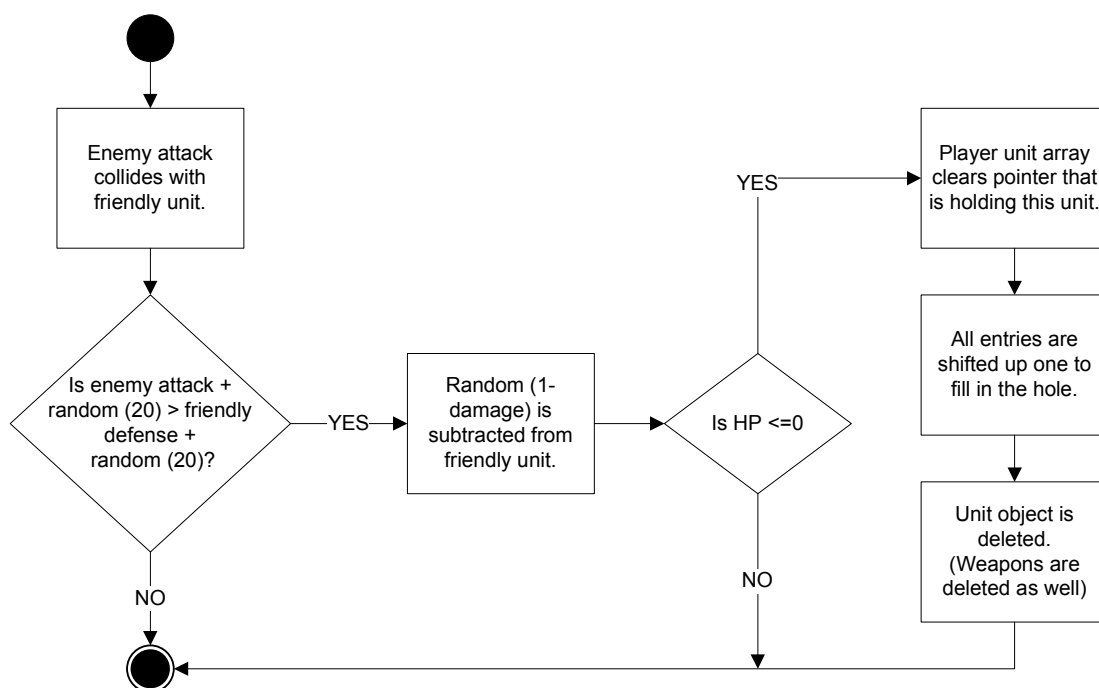 Enemy attack
collides with
friendly unit.
Is enemy attack +
random (20) > friendly
defense +
random (20)?
NO
YES
Random (1-
damage) is
subtracted from
friendly unit.
Is HP <=0
NO
YES
Player unit array
clears pointer that
is holding this unit.
All entries are
shifted up one to
fill in the hole.
Unit object is
deleted.
(Weapons are
deleted as well)